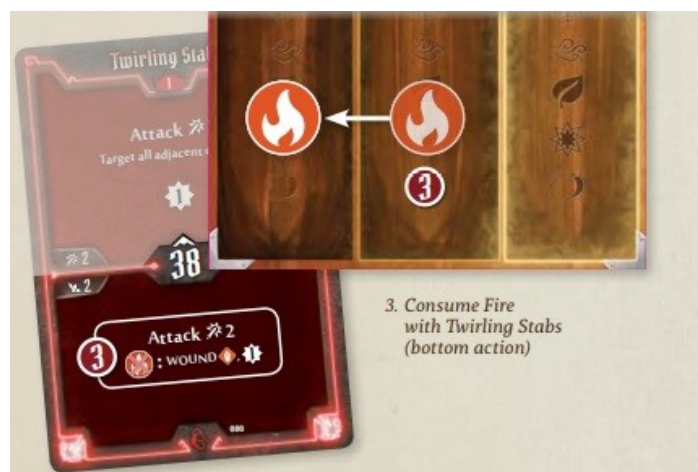 Twirling Sta
1
Attack
Target all adjacent
1
2
38
2
3
Attack 2
3
: WOUND , 1
3. Consume Fire
with Twirling Stabs
(bottom action)